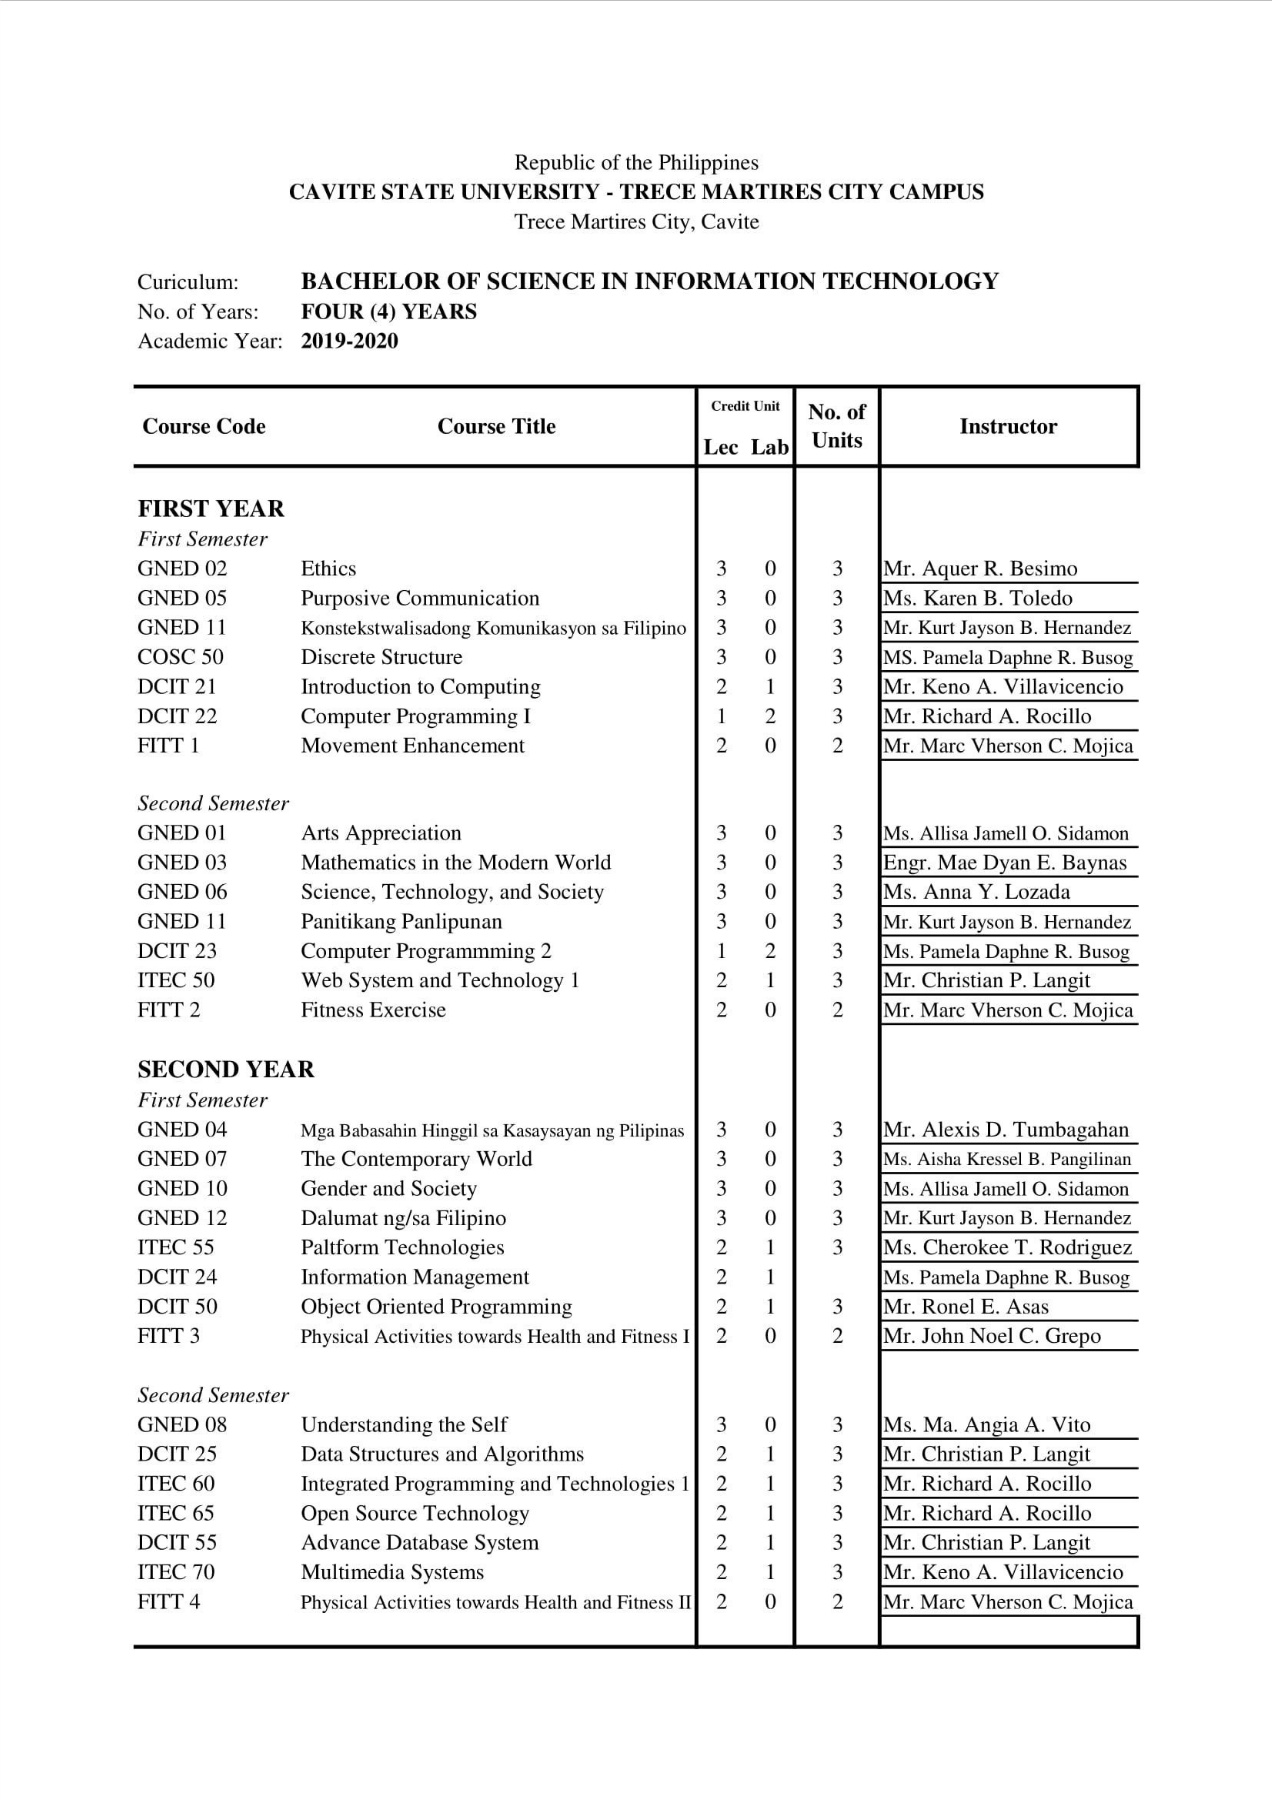 Republic of the Philippines
CAVITE STATE UNIVERSITY - TRECE MARTIRES CITY CAMPUS
Trece Martires City, Cavite
Curiculum: BACHELOR OF SCIENCE IN INFORMATION TECHNOLOGY
No. of Years: FOUR (4) YEARS
Academic Year: 2019-2020
Course Code Course Title Credit Unit Lec Lab No. of Units Instructor
FIRST YEAR
First Semester
GNED 02 Ethics 3 0 3 Mr. Aquer R. Besimo
GNED 05 Purposive Communication 3 0 3 Ms. Karen B. Toledo
GNED 11 Konstekstwalisadong Komunikasyon sa Filipino 3 0 3 Mr. Kurt Jayson B. Hernandez
COSC 50 Discrete Structure 3 0 3 MS. Pamela Daphne R. Busog
DCIT 21 Introduction to Computing 2 1 3 Mr. Keno A. Villavicencio
DCIT 22 Computer Programming I 1 2 3 Mr. Richard A. Rocillo
FITT 1 Movement Enhancement 2 0 2 Mr. Marc Vherson C. Mojica
Second Semester
GNED 01 Arts Appreciation 3 0 3 Ms. Allisa Jamell O. Sidamon
GNED 03 Mathematics in the Modern World 3 0 3 Engr. Mae Dyan E. Baynas
GNED 06 Science, Technology, and Society 3 0 3 Ms. Anna Y. Lozada
GNED 11 Panitikang Panlipunan 3 0 3 Mr. Kurt Jayson B. Hernandez
DCIT 23 Computer Programmming 2 1 2 3 Ms. Pamela Daphne R. Busog
ITEC 50 Web System and Technology 1 2 1 3 Mr. Christian P. Langit
FITT 2 Fitness Exercise 2 0 2 Mr. Marc Vherson C. Mojica
SECOND YEAR
First Semester
GNED 04 Mga Babasahin Hinggil sa Kasaysayan ng Pilipinas 3 0 3 Mr. Alexis D. Tumbagahan
GNED 07 The Contemporary World 3 0 3 Ms. Aisha Kressel B. Pangilinan
GNED 10 Gender and Society 3 0 3 Ms. Allisa Jamell O. Sidamon
GNED 12 Dalumat ng/sa Filipino 3 0 3 Mr. Kurt Jayson B. Hernandez
ITEC 55 Paltform Technologies 2 1 3 Ms. Cherokee T. Rodriguez
DCIT 24 Information Management 2 1 Ms. Pamela Daphne R. Busog
DCIT 50 Object Oriented Programming 2 1 3 Mr. Ronel E. Asas
FITT 3 Physical Activities towards Health and Fitness I 2 0 2 Mr. John Noel C. Grepo
Second Semester
GNED 08 Understanding the Self 3 0 3 Ms. Ma. Angia A. Vito
DCIT 25 Data Structures and Algorithms 2 1 3 Mr. Christian P. Langit
ITEC 60 Integrated Programming and Technologies 1 2 1 3 Mr. Richard A. Rocillo
ITEC 65 Open Source Technology 2 1 3 Mr. Richard A. Rocillo
DCIT 55 Advance Database System 2 1 3 Mr. Christian P. Langit
ITEC 70 Multimedia Systems 2 1 3 Mr. Keno A. Villavicencio
FITT 4 Physical Activities towards Health and Fitness II 2 0 2 Mr. Marc Vherson C. Mojica